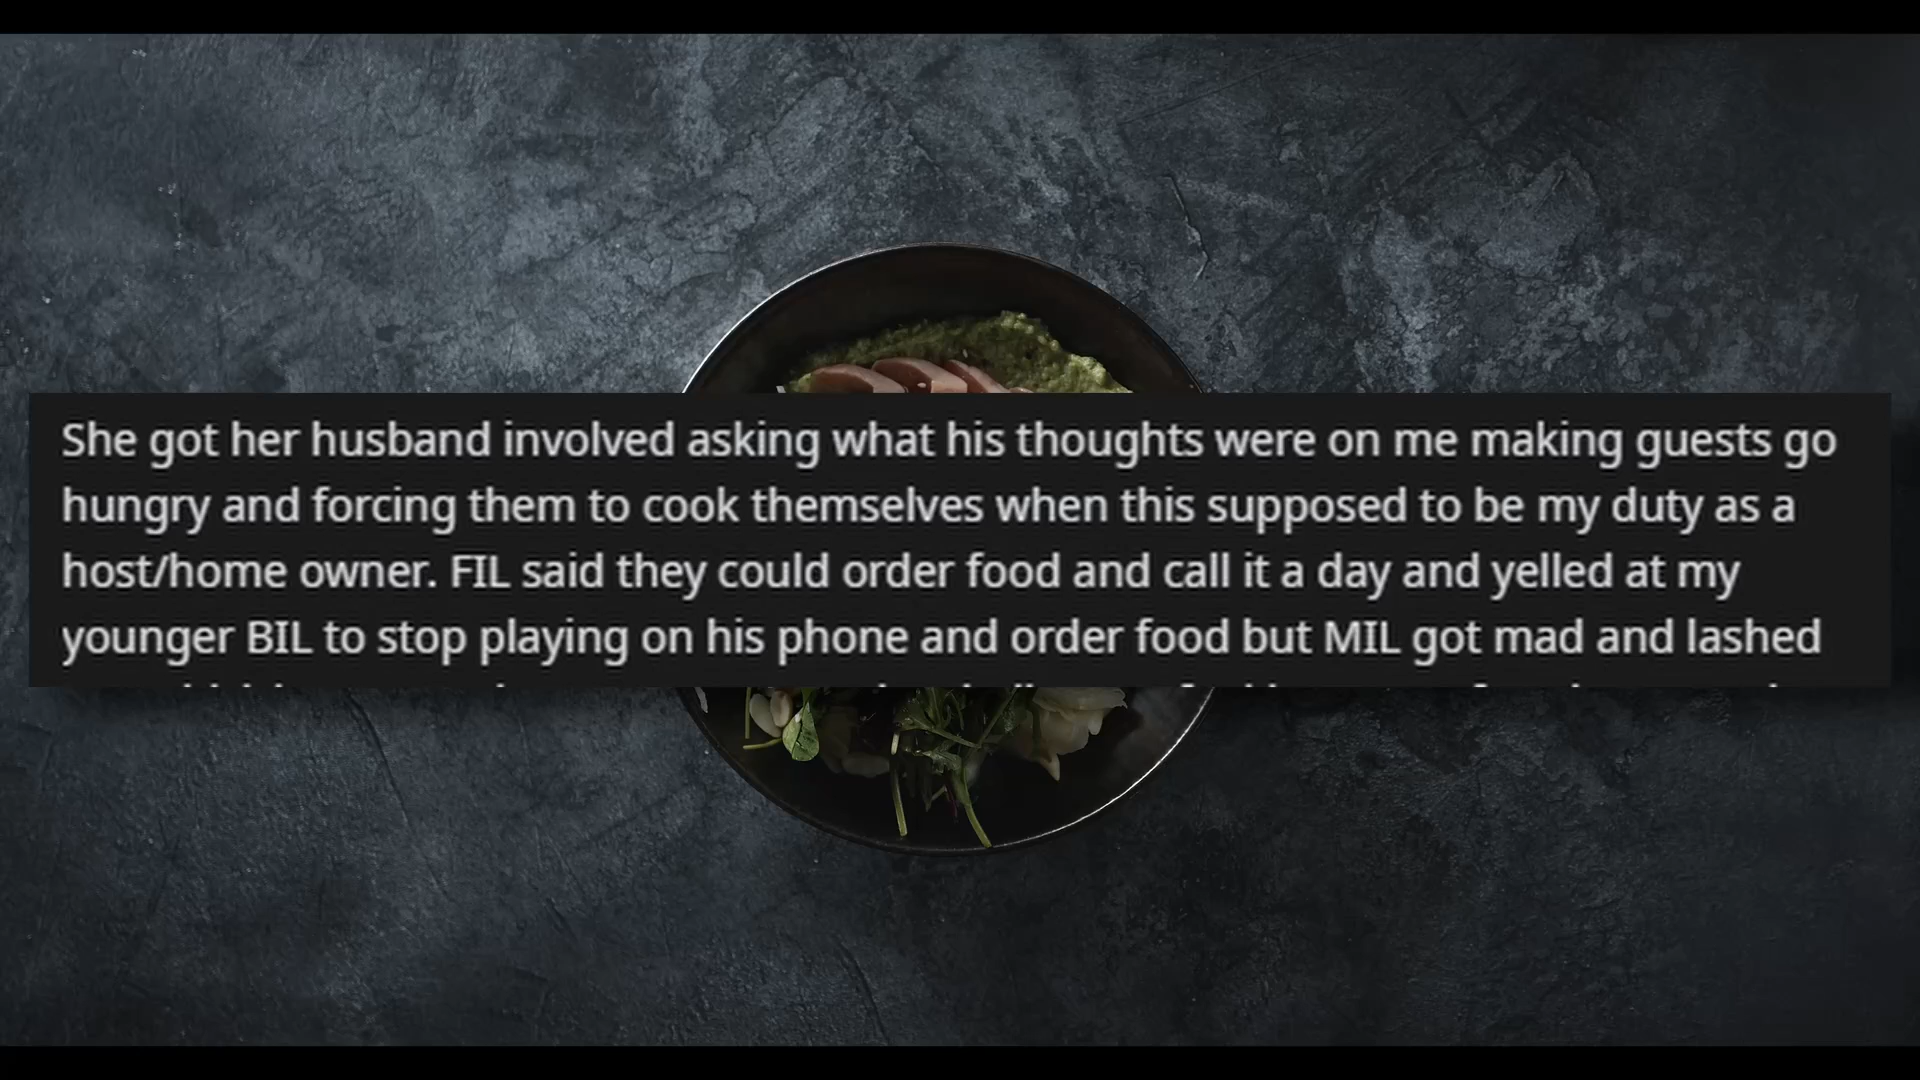 She got her husband involved asking what his thoughts were on me making guests go
hungry and forcing them to cook themselves when this supposed to be my duty as a
host/home owner. FIL said they could order food and call it a day and yelled at my
younger BIL to stop playing on his phone and order food but MIL got mad and lashed